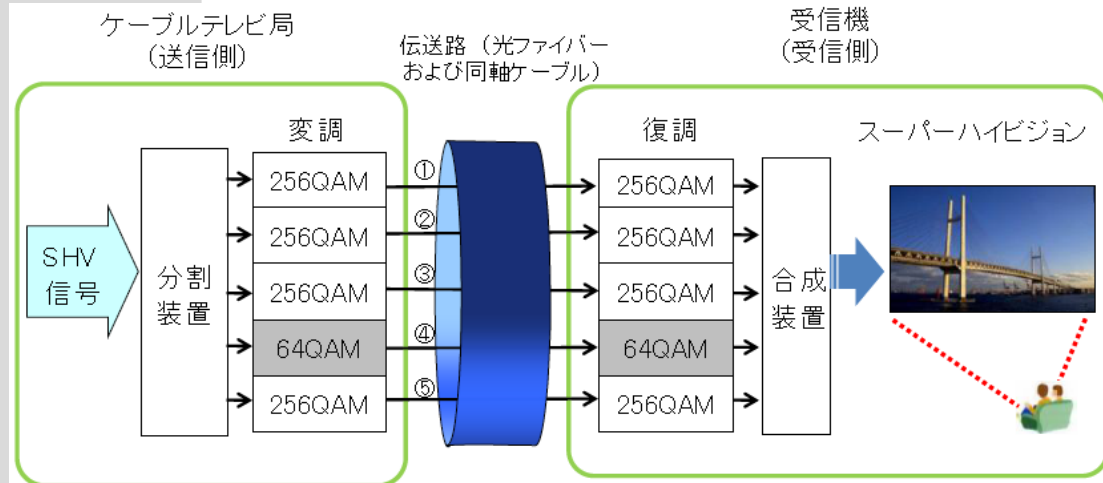 ケーブルテレビ局
(送信側)
伝送路（光ファイバー
および同軸ケーブル）
受信機
(受信側)
変調
復調
スーパーハイビジョン
SHV
信号
分割
装置
256QAM
256QAM
256QAM
64QAM
256QAM
①
②
③
④
⑤
256QAM
256QAM
256QAM
64QAM
256QAM
合成
装置